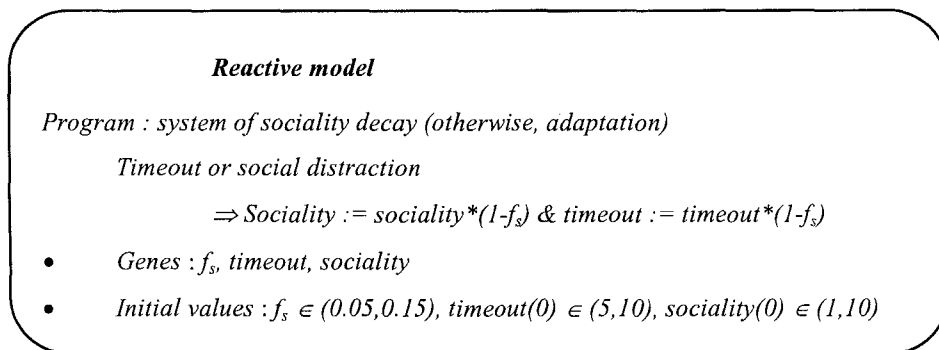 Reactive model
Program : system of sociality decay (otherwise, adaptation)
Timeout or social distraction
⇒ Sociality := sociality*(1-fs) & timeout := timeout*(1-fs)
• Genes : fs, timeout, sociality
• Initial values : fs ∈ (0.05,0.15), timeout(0) ∈ (5,10), sociality(0) ∈ (1,10)